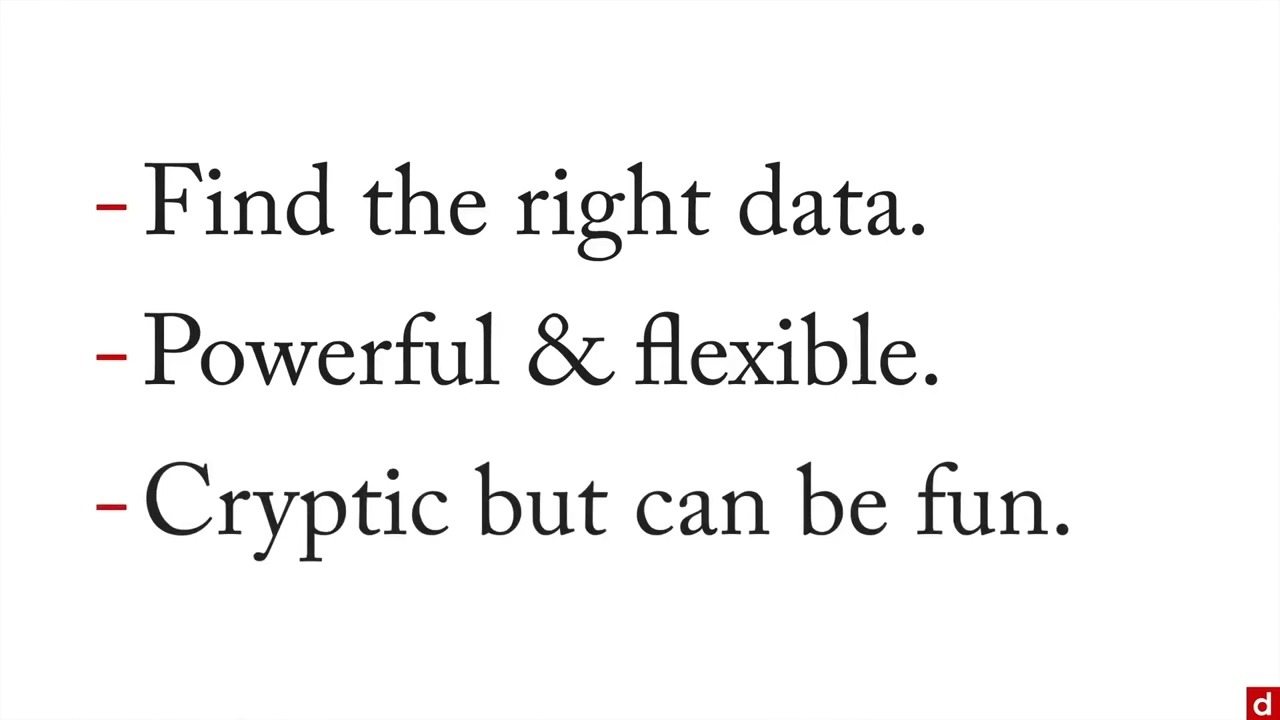 - Find the right data.
- Powerful & flexible.
- Cryptic but can be fun.
d